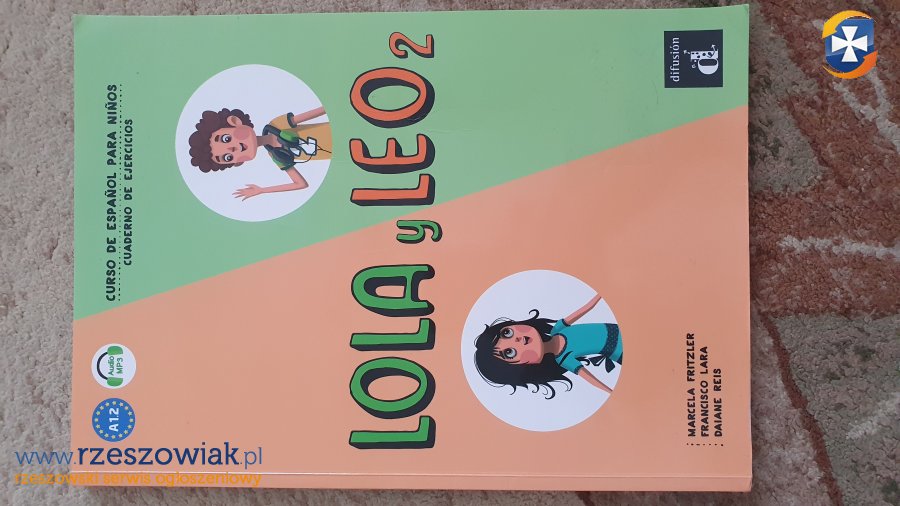 CURSO DE ESPAÑOL PARA NIÑOS
CUADERNO DE EJERCICIOS
A1.2
Audio
MP3
LOLA y LEO 2
MARCELA FRITZLER
FRANCISCO LARA
DAIANE REIS
difusión
www.rzeszowiak.pl
rzeszowski serwis ogłoszeniowy